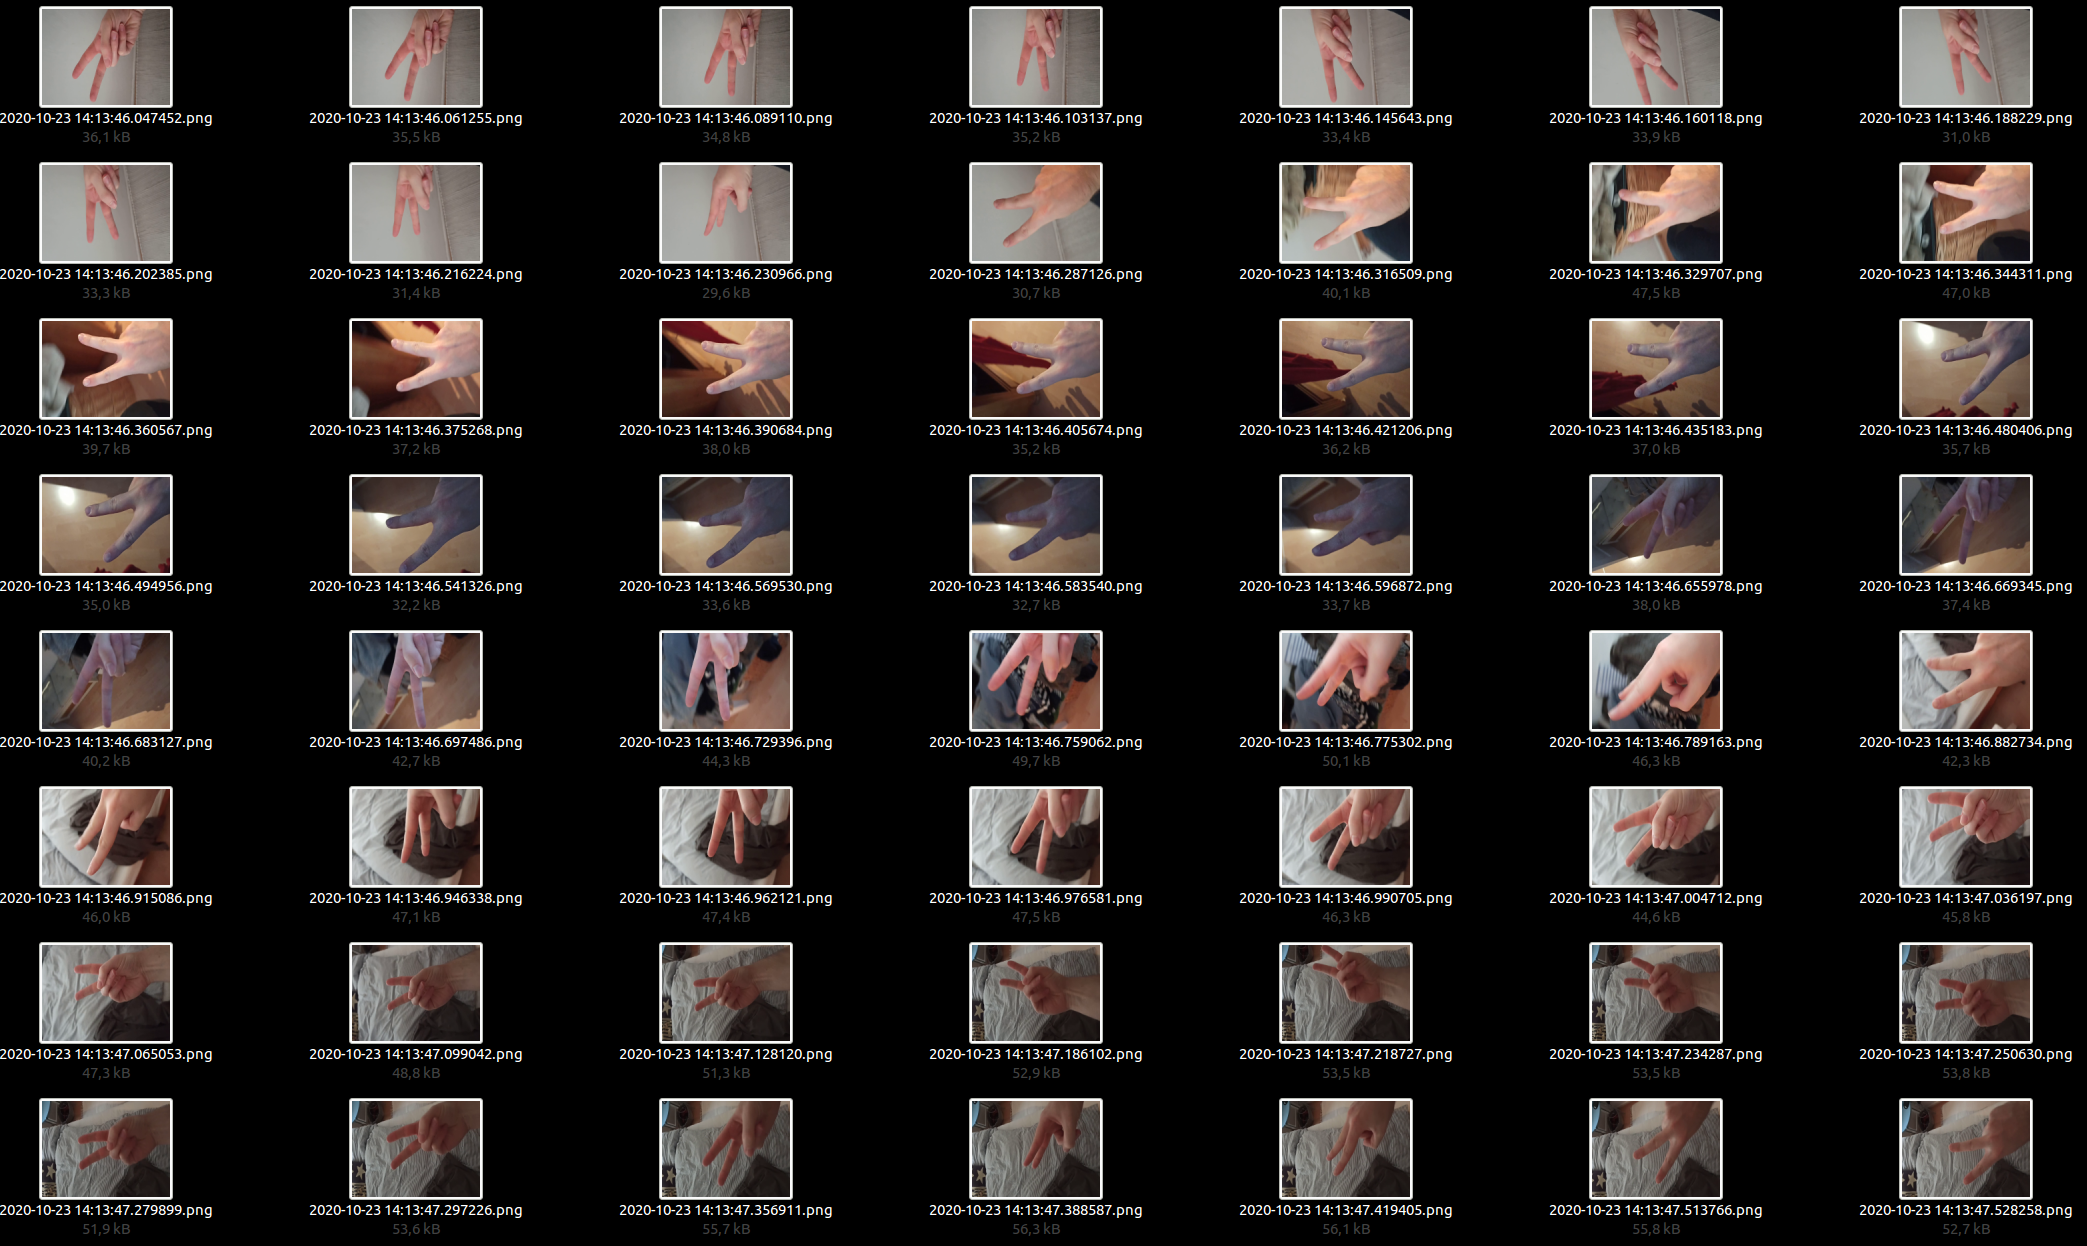 2020-10-23 14:13:46.047452.png 2020-10-23 14:13:46.061255.png 2020-10-23 14:13:46.089110.png 2020-10-23 14:13:46.103137.png 2020-10-23 14:13:46.145643.png 2020-10-23 14:13:46.160118.png 2020-10-23 14:13:46.188229.png
36,1 kB 35,5 kB 34,8 kB 35,2 kB 33,4 kB 33,9 kB 31,0 kB
2020-10-23 14:13:46.202385.png 2020-10-23 14:13:46.216224.png 2020-10-23 14:13:46.230966.png 2020-10-23 14:13:46.287126.png 2020-10-23 14:13:46.316509.png 2020-10-23 14:13:46.329707.png 2020-10-23 14:13:46.344311.png
33,3 kB 31,4 kB 29,6 kB 30,7 kB 40,1 kB 47,5 kB 47,0 kB
2020-10-23 14:13:46.360567.png 2020-10-23 14:13:46.375268.png 2020-10-23 14:13:46.390684.png 2020-10-23 14:13:46.405674.png 2020-10-23 14:13:46.421206.png 2020-10-23 14:13:46.435183.png 2020-10-23 14:13:46.480406.png
39,7 kB 37,2 kB 38,0 kB 35,2 kB 36,2 kB 37,0 kB 35,7 kB
2020-10-23 14:13:46.494956.png 2020-10-23 14:13:46.541326.png 2020-10-23 14:13:46.569530.png 2020-10-23 14:13:46.583540.png 2020-10-23 14:13:46.596872.png 2020-10-23 14:13:46.655978.png 2020-10-23 14:13:46.669345.png
35,0 kB 32,2 kB 33,6 kB 32,7 kB 33,7 kB 38,0 kB 37,4 kB
2020-10-23 14:13:46.683127.png 2020-10-23 14:13:46.697486.png 2020-10-23 14:13:46.729396.png 2020-10-23 14:13:46.759062.png 2020-10-23 14:13:46.775302.png 2020-10-23 14:13:46.789163.png 2020-10-23 14:13:46.882734.png
40,2 kB 42,7 kB 44,3 kB 49,7 kB 50,1 kB 46,3 kB 42,3 kB
2020-10-23 14:13:46.915086.png 2020-10-23 14:13:46.946338.png 2020-10-23 14:13:46.962121.png 2020-10-23 14:13:46.976581.png 2020-10-23 14:13:46.990705.png 2020-10-23 14:13:47.004712.png 2020-10-23 14:13:47.036197.png
46,0 kB 47,1 kB 47,4 kB 47,5 kB 46,3 kB 44,6 kB 45,8 kB
2020-10-23 14:13:47.065053.png 2020-10-23 14:13:47.099042.png 2020-10-23 14:13:47.128120.png 2020-10-23 14:13:47.186102.png 2020-10-23 14:13:47.218727.png 2020-10-23 14:13:47.234287.png 2020-10-23 14:13:47.250630.png
47,3 kB 48,8 kB 51,3 kB 52,9 kB 53,5 kB 53,5 kB 53,8 kB
2020-10-23 14:13:47.279899.png 2020-10-23 14:13:47.297226.png 2020-10-23 14:13:47.356911.png 2020-10-23 14:13:47.388587.png 2020-10-23 14:13:47.419405.png 2020-10-23 14:13:47.513766.png 2020-10-23 14:13:47.528258.png
51,9 kB 53,6 kB 55,7 kB 56,3 kB 56,1 kB 55,8 kB 52,7 kB